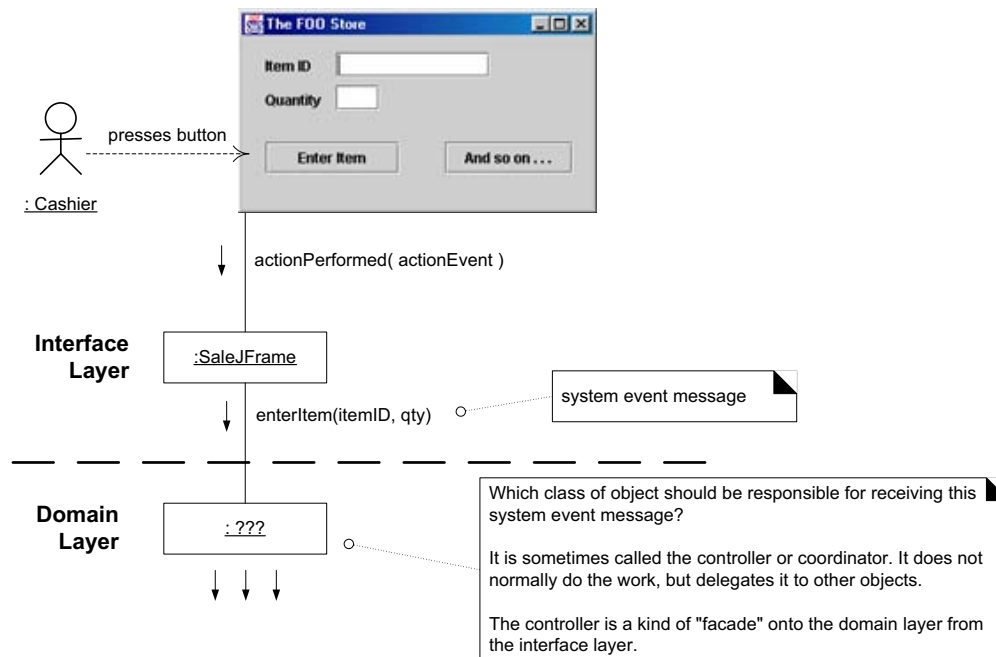 The FOO Store
Item ID
Quantity
Enter Item
And so on . . .
presses button
: Cashier
actionPerformed( actionEvent )
Interface
Layer
:SaleJFrame
enterItem(itemID, qty)
system event message
Domain
Layer
: ???
Which class of object should be responsible for receiving this
system event message?
It is sometimes called the controller or coordinator. It does not
normally do the work, but delegates it to other objects.
The controller is a kind of "facade" onto the domain layer from
the interface layer.